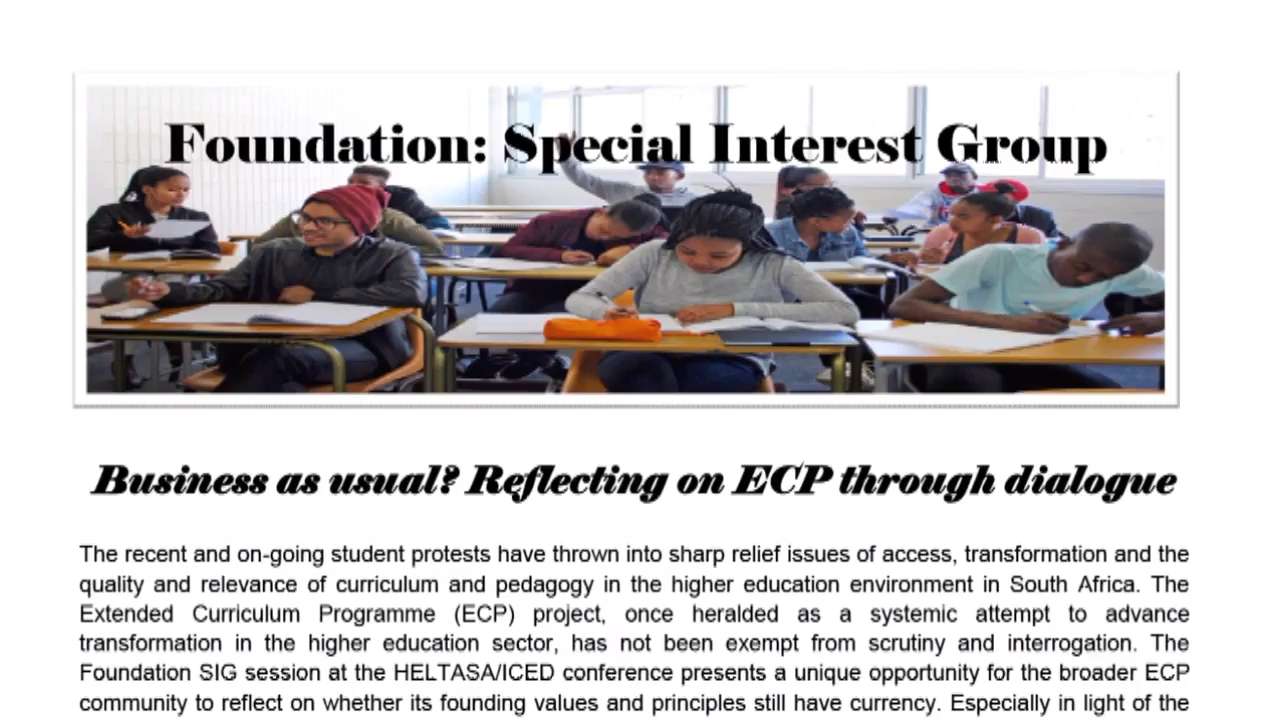 Foundation: Special Interest Group
Business as usual? Reflecting on ECP through dialogue
The recent and on-going student protests have thrown into sharp relief issues of access, transformation and the
quality and relevance of curriculum and pedagogy in the higher education environment in South Africa. The
Extended Curriculum Programme (ECP) project, once heralded as a systemic attempt to advance
transformation in the higher education sector, has not been exempt from scrutiny and interrogation. The
Foundation SIG session at the HELTASA/ICED conference presents a unique opportunity for the broader ECP
community to reflect on whether its founding values and principles still have currency. Especially in light of the